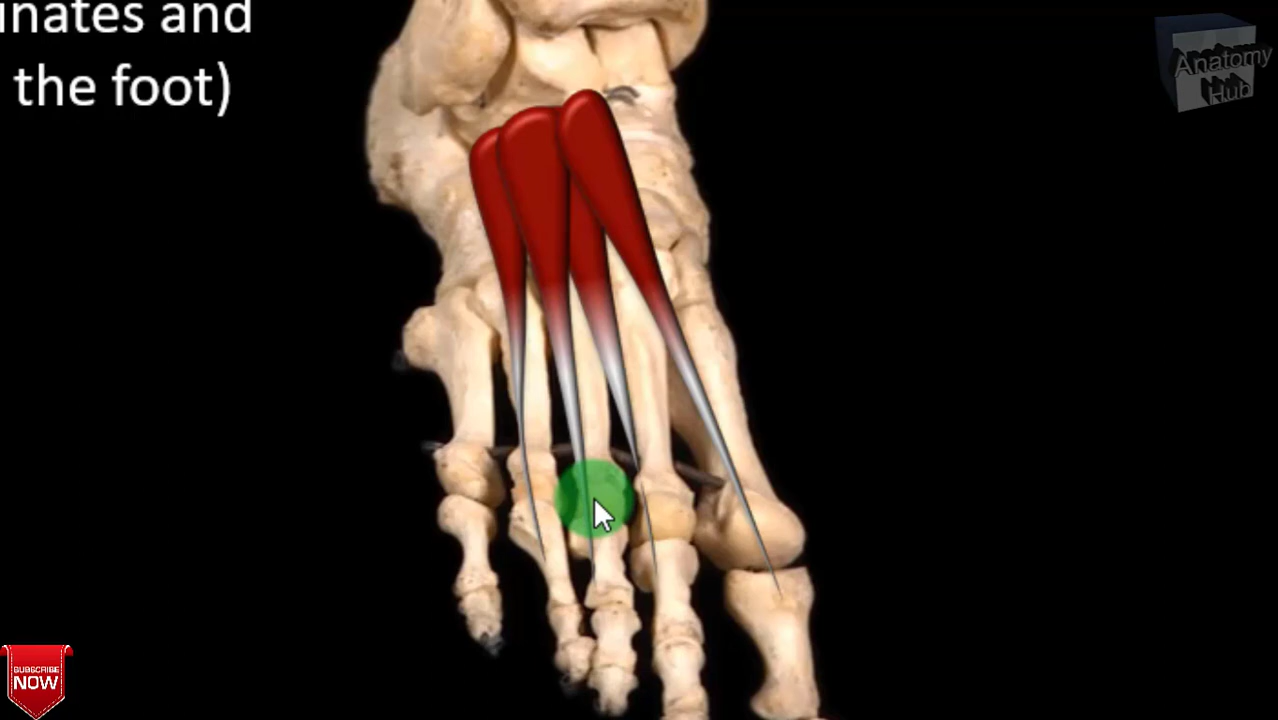 inates and
the foot)
Anatomy
Hub
SUBSCRIBE
NOW